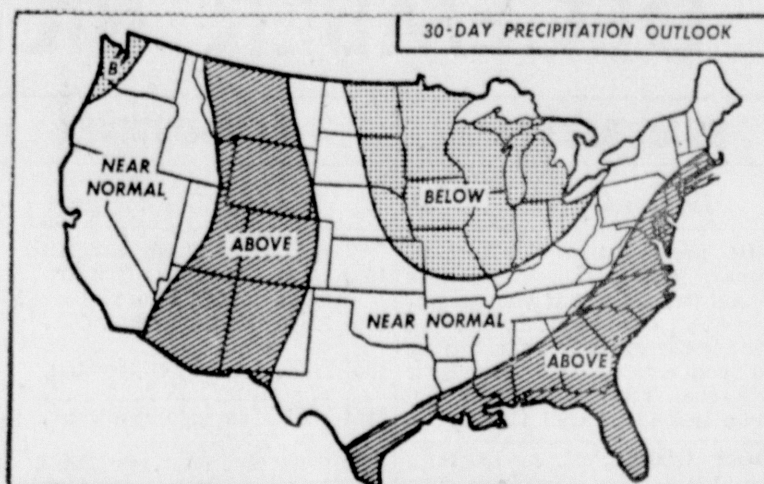 30-DAY PRECIPITATION OUTLOOK
B
NEAR
NORMAL
BELOW
ABOVE
NEAR NORMAL
ABOVE